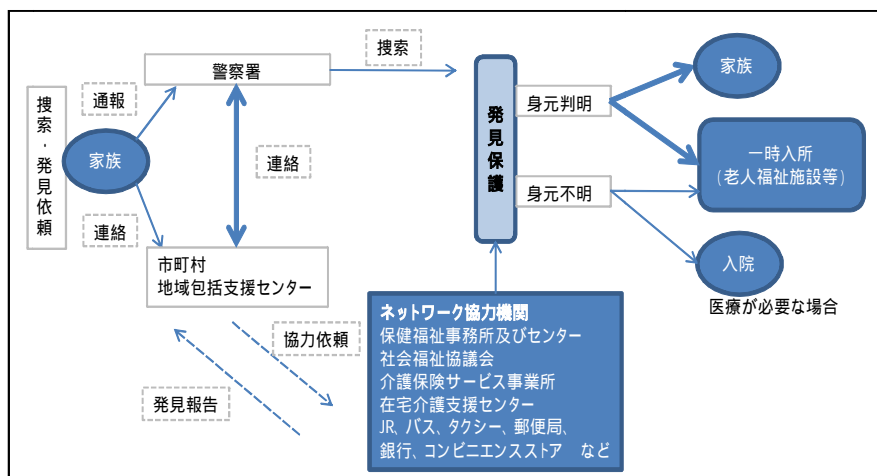 捜索
警察署
通報
捜索・発見依頼
家族
連絡
連絡
市町村
地域包括支援センター
協力依頼
発見報告
発見保護
身元判明
身元不明
家族
一時入所
(老人福祉施設等)
入院
医療が必要な場合
ネットワーク協力機関
保健福祉事務所及びセンター
社会福祉協議会
介護保険サービス事業所
在宅介護支援センター
JR、バス、タクシー、郵便局、
銀行、コンビニエンスストア など